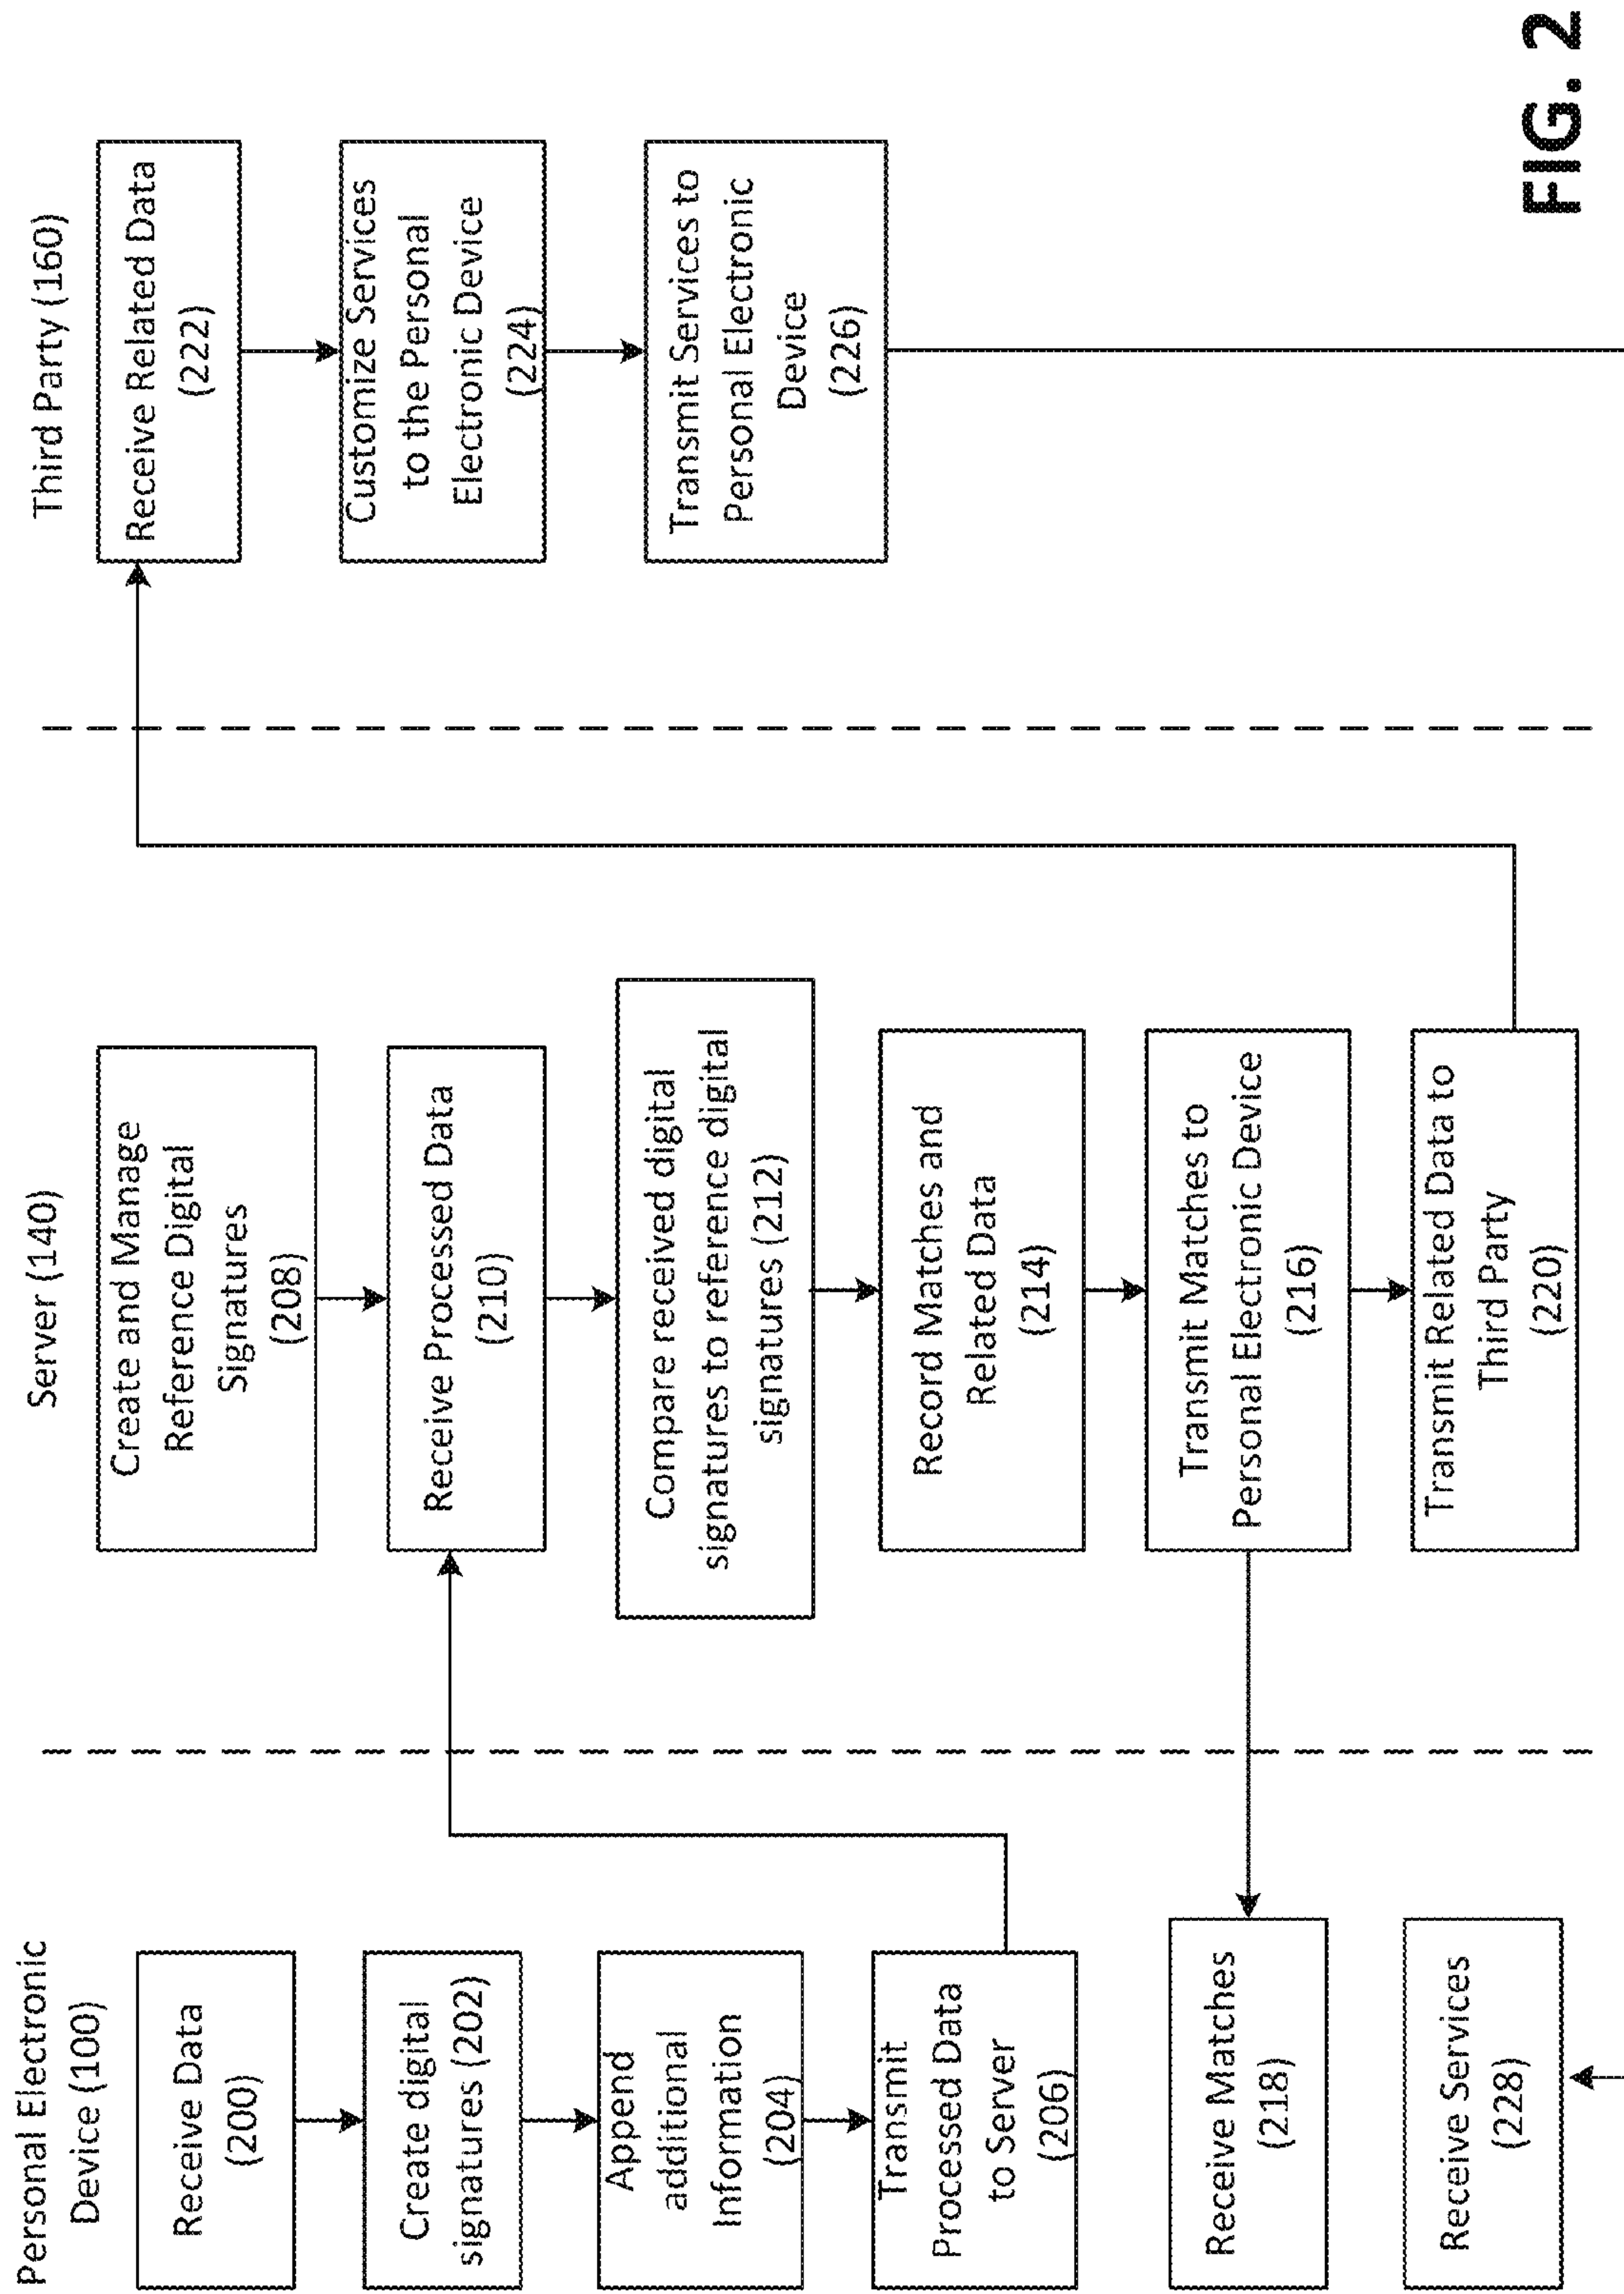 Personal Electronic
Device (100)
Receive Data
(200)
Create digital
signatures (202)
Append
additional
Information
(204)
Transmit
Processed Data
to Server
(206)
Receive Matches
(218)
Receive Services
(228)
Server (140)
Create and Manage
Reference Digital
Signatures
(208)
Receive Processed Data
(210)
Compare received digital
signatures to reference digital
signatures (212)
Record Matches and
Related Data
(214)
Transmit Matches to
Personal Electronic Device
(216)
Transmit Related Data to
Third Party
(220)
Third Party (160)
Receive Related Data
(222)
Customize Services
to the Personal
Electronic Device
(224)
Transmit Services to
Personal Electronic
Device
(226)
FIG. 2